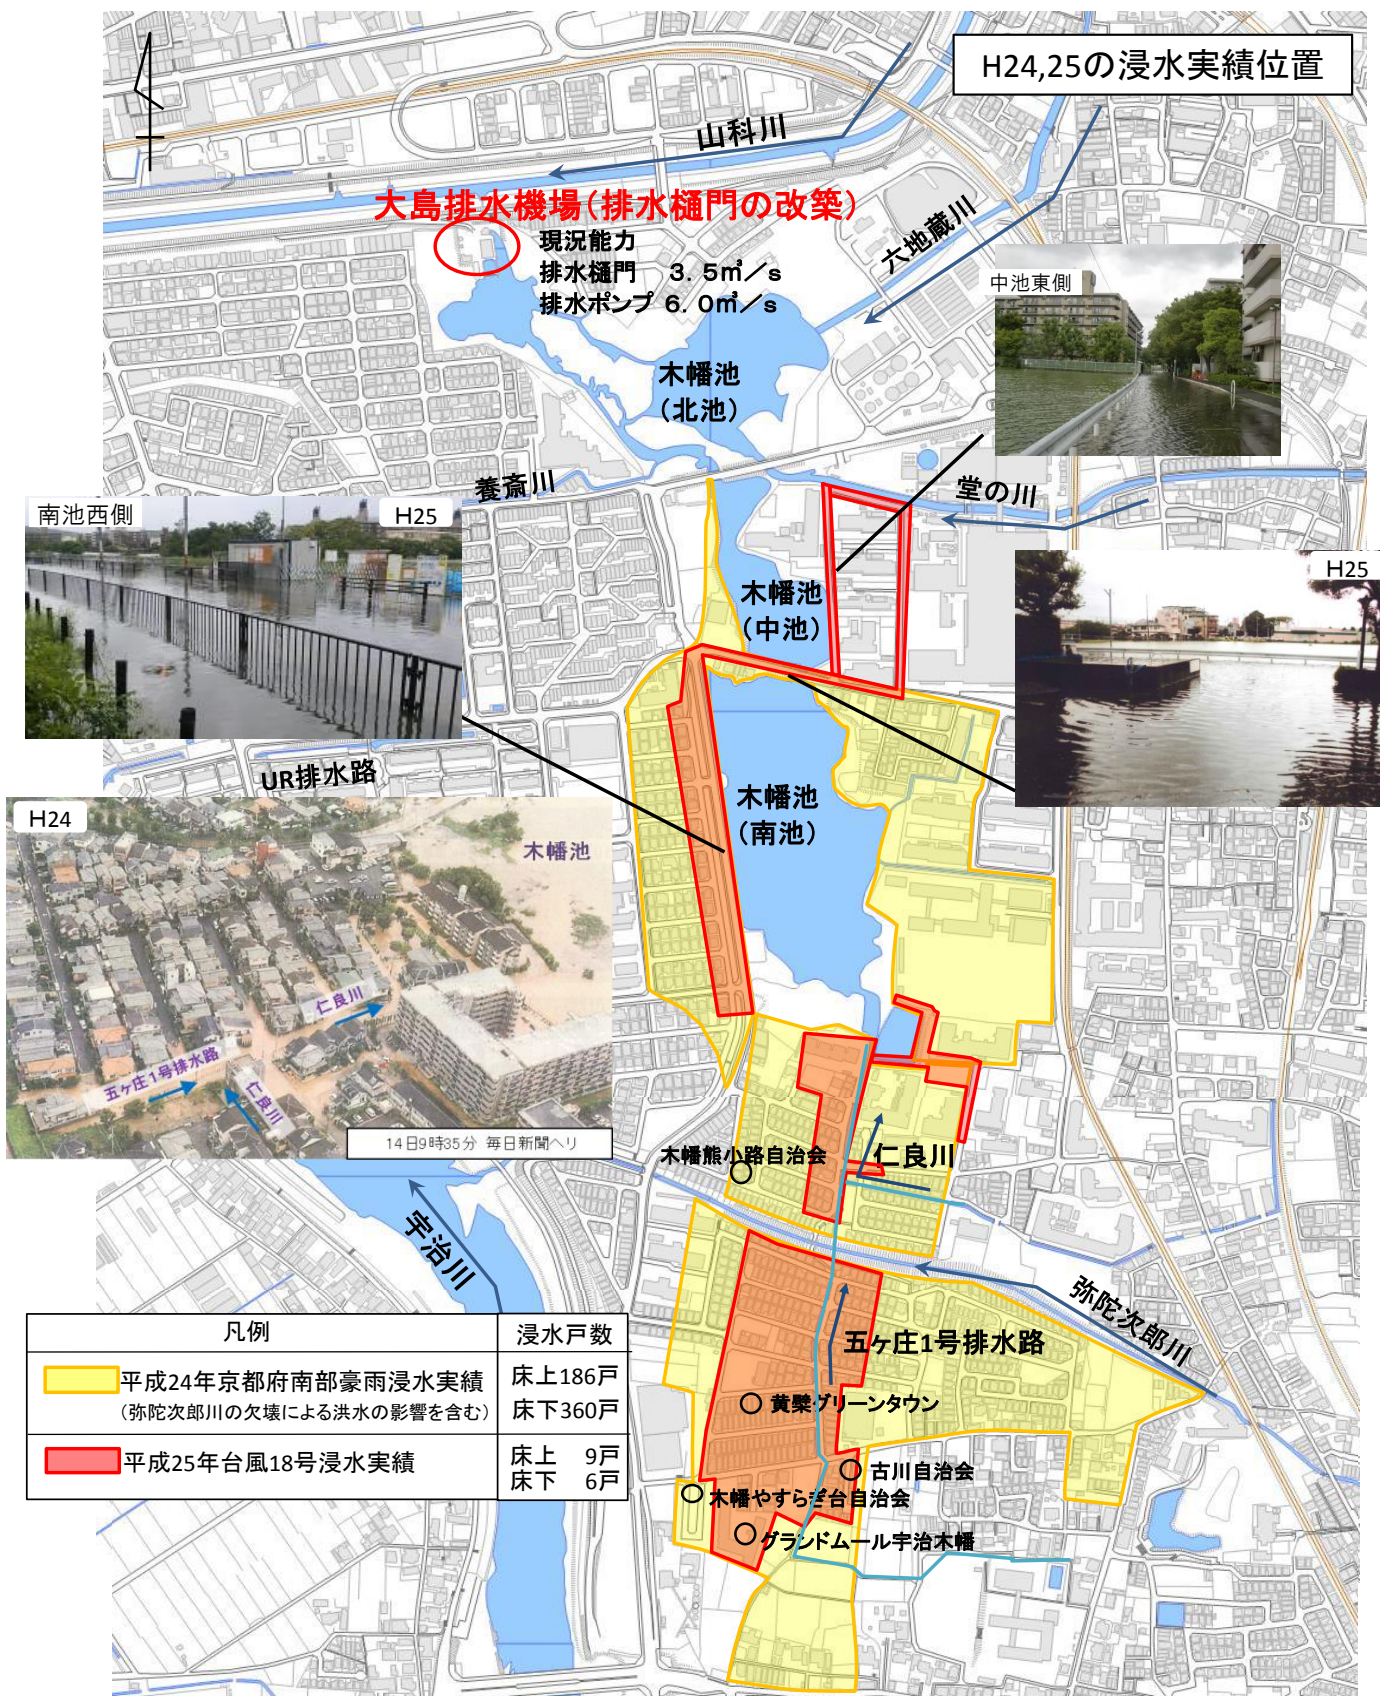 H24,25の浸水実績位置
山科川
大島排水機場(排水樋門の改築)
現況能力
排水樋門 3.5㎥/s
排水ポンプ 6.0㎥/s
六地蔵川
中池東側
木幡池
(北池)
養斎川
堂の川
南池西側
H25
H25
木幡池
(中池)
UR排水路
木幡池
(南池)
H24
木幡池
仁良川
五ヶ庄1号排水路
仁良川
14日9時35分 毎日新聞ヘリ
木幡熊小路自治会
仁良川
宇治川
弥陀次郎川
五ヶ庄1号排水路
黄檗グリーンタウン
古川自治会
木幡やすらぎ台自治会
グランドムール宇治木幡
凡例
浸水戸数
平成24年京都府南部豪雨浸水実績
(弥陀次郎川の欠壊による洪水の影響を含む)
床上186戸
床下360戸
平成25年台風18号浸水実績
床上 9戸
床下 6戸